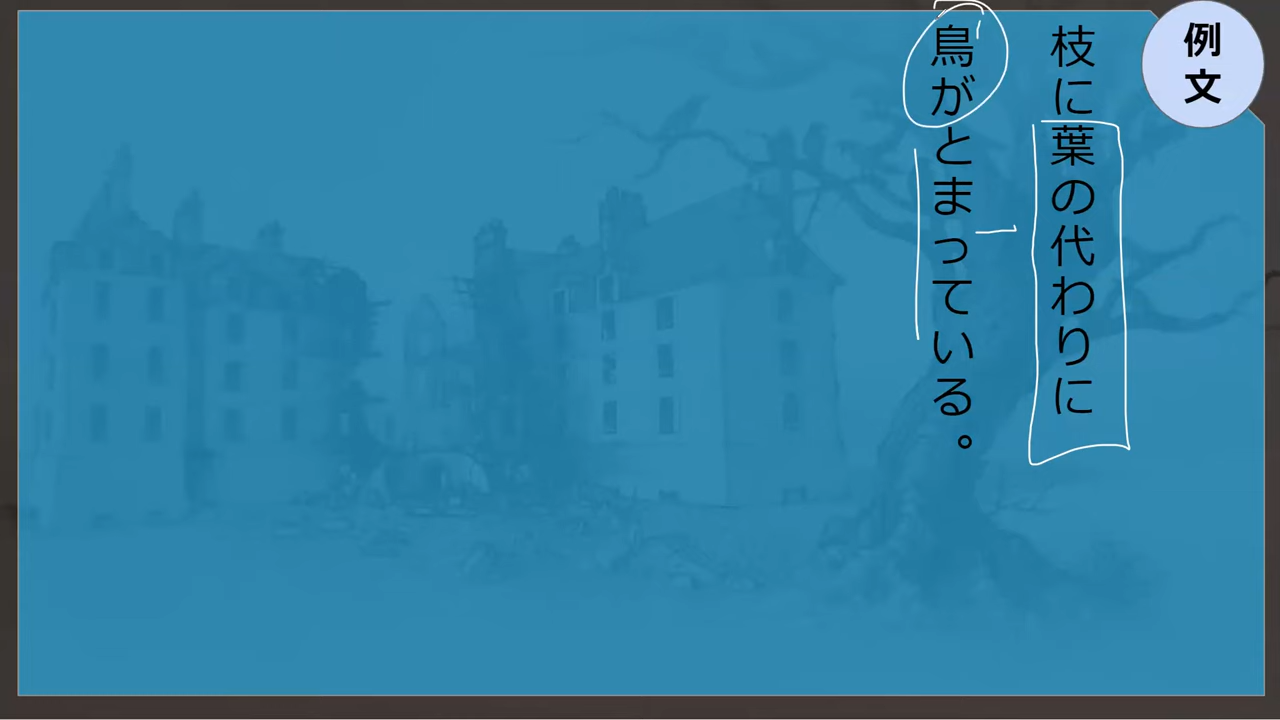 例文
枝に葉の代わりに
鳥がとまっている。